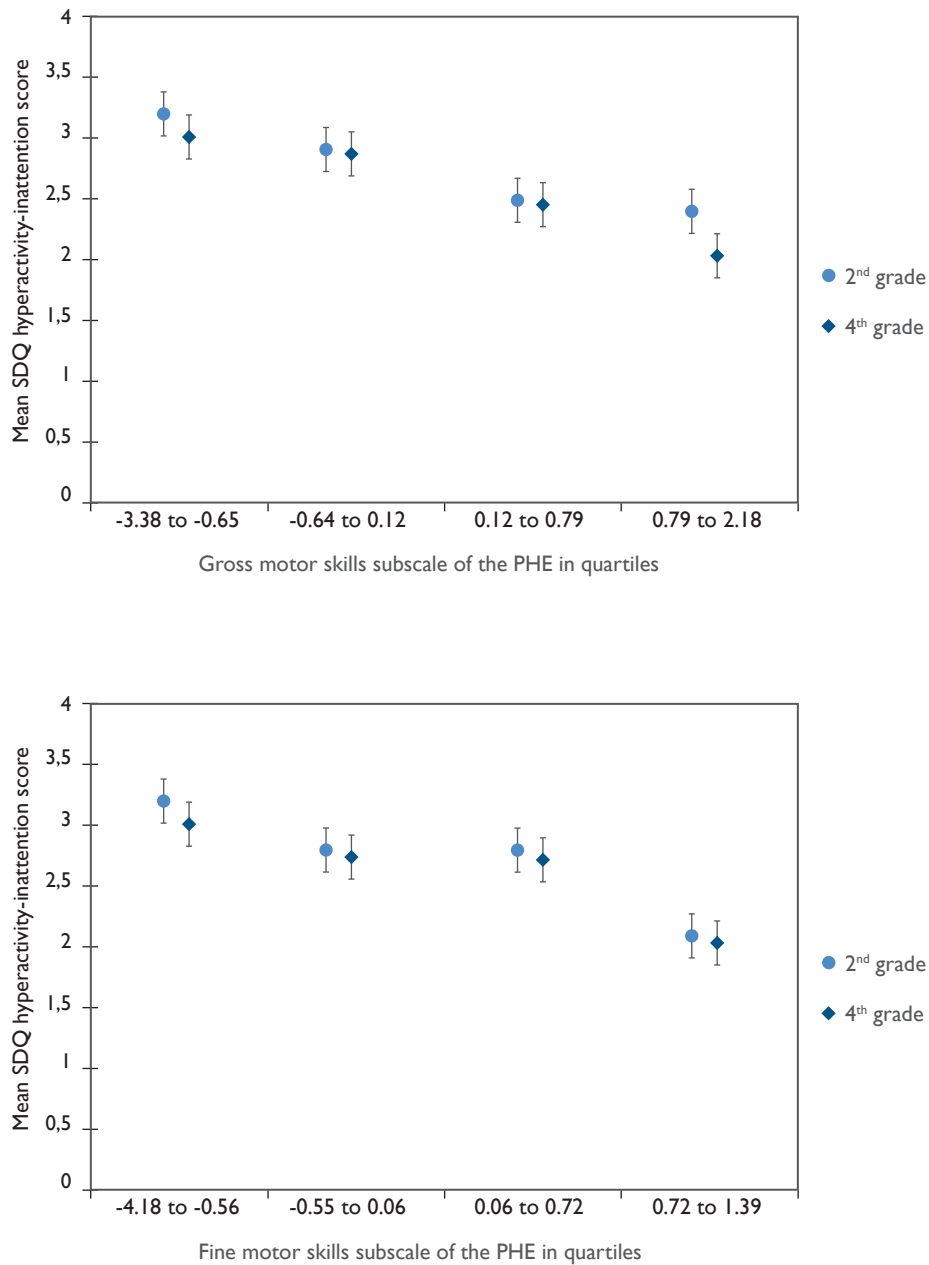 Mean SDQ hyperactivity-inattention score
4
3,5
3
2,5
2
1,5
1
0,5
0
-3.38 to -0.65
-0.64 to 0.12
0.12 to 0.79
0.79 to 2.18
Gross motor skills subscale of the PHE in quartiles
2nd grade
4th grade
Mean SDQ hyperactivity-inattention score
4
3,5
3
2,5
2
1,5
1
0,5
0
-4.18 to -0.56
-0.55 to 0.06
0.06 to 0.72
0.72 to 1.39
Fine motor skills subscale of the PHE in quartiles
2nd grade
4th grade